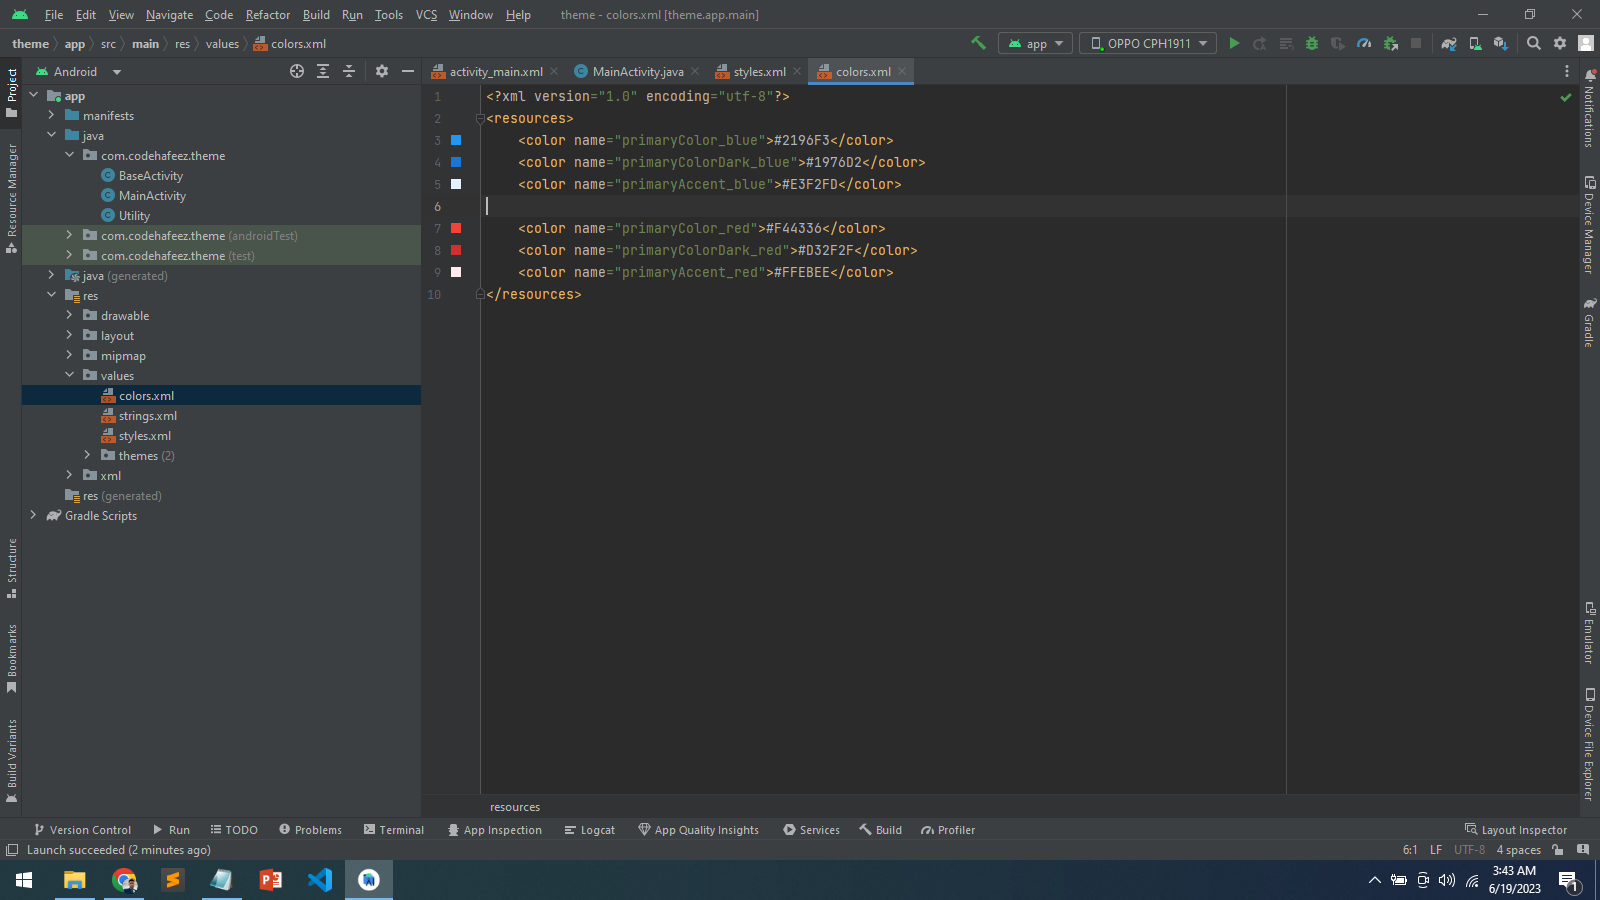 File Edit View Navigate Code Refactor Build Run Tools VCS Window Help theme - colors.xml [theme.app.main]
theme app src main res values colors.xml app OPPO CPH1911
Android activity_main.xml MainActivity.java styles.xml colors.xml
Project
Resource Manager
Structure
Bookmarks
Build Variants
app
manifests
java
com.codehafeez.theme
BaseActivity
MainActivity
Utility
com.codehafeez.theme (androidTest)
com.codehafeez.theme (test)
java (generated)
res
drawable
layout
mipmap
values
colors.xml
strings.xml
styles.xml
themes (2)
xml
res (generated)
Gradle Scripts
1 <?xml version="1.0" encoding="utf-8"?>
2 <resources>
3 <color name="primaryColor_blue">#2196F3</color>
4 <color name="primaryColorDark_blue">#1976D2</color>
5 <color name="primaryAccent_blue">#E3F2FD</color>
6
7 <color name="primaryColor_red">#F44336</color>
8 <color name="primaryColorDark_red">#D32F2F</color>
9 <color name="primaryAccent_red">#FFEBEE</color>
10 </resources>
Notifications
Device Manager
Gradle
Emulator
Device File Explorer
resources
Version Control Run TODO Problems Terminal App Inspection Logcat App Quality Insights Services Build Profiler Layout Inspector
Launch succeeded (2 minutes ago) 6:1 LF UTF-8 4 spaces
3:43 AM
6/19/2023
1